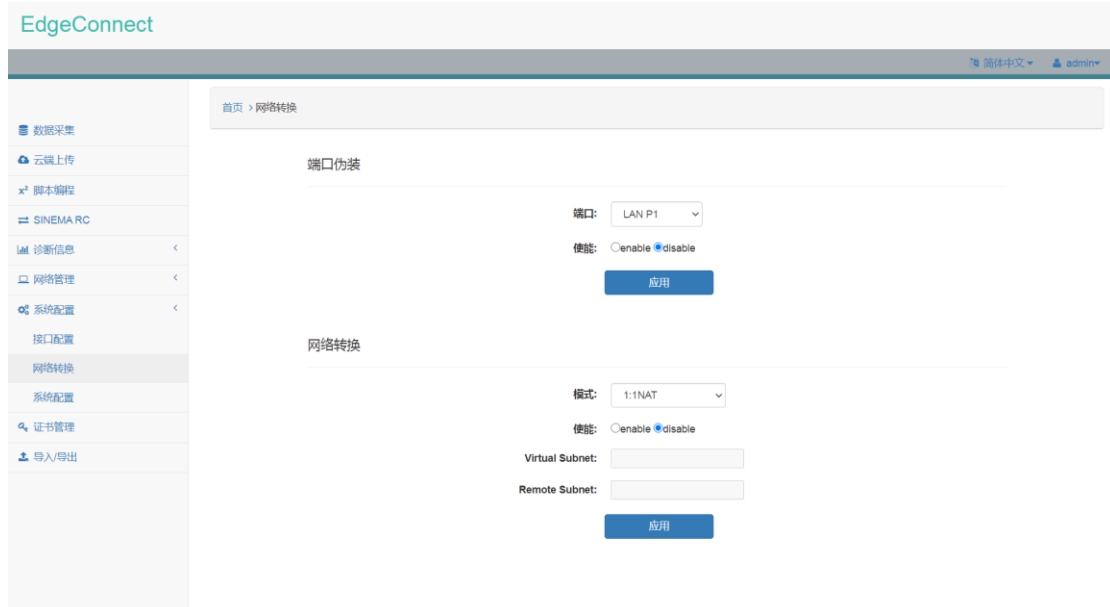 EdgeConnect
简体中文 admin
首页 >网络转换
数据采集
云端上传
x² 脚本编程
SINEMA RC
诊断信息
网络管理
系统配置
接口配置
网络转换
系统配置
证书管理
导入/导出
端口伪装
端口: LAN P1
使能: enable disable
应用
网络转换
模式: 1:1NAT
使能: enable disable
Virtual Subnet:
Remote Subnet:
应用